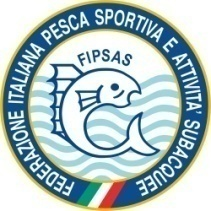 FEDERAZIONE ITALIANA PESCA SPORTIVA E ATTIVITA' SUBACQUEE
FIPSAS